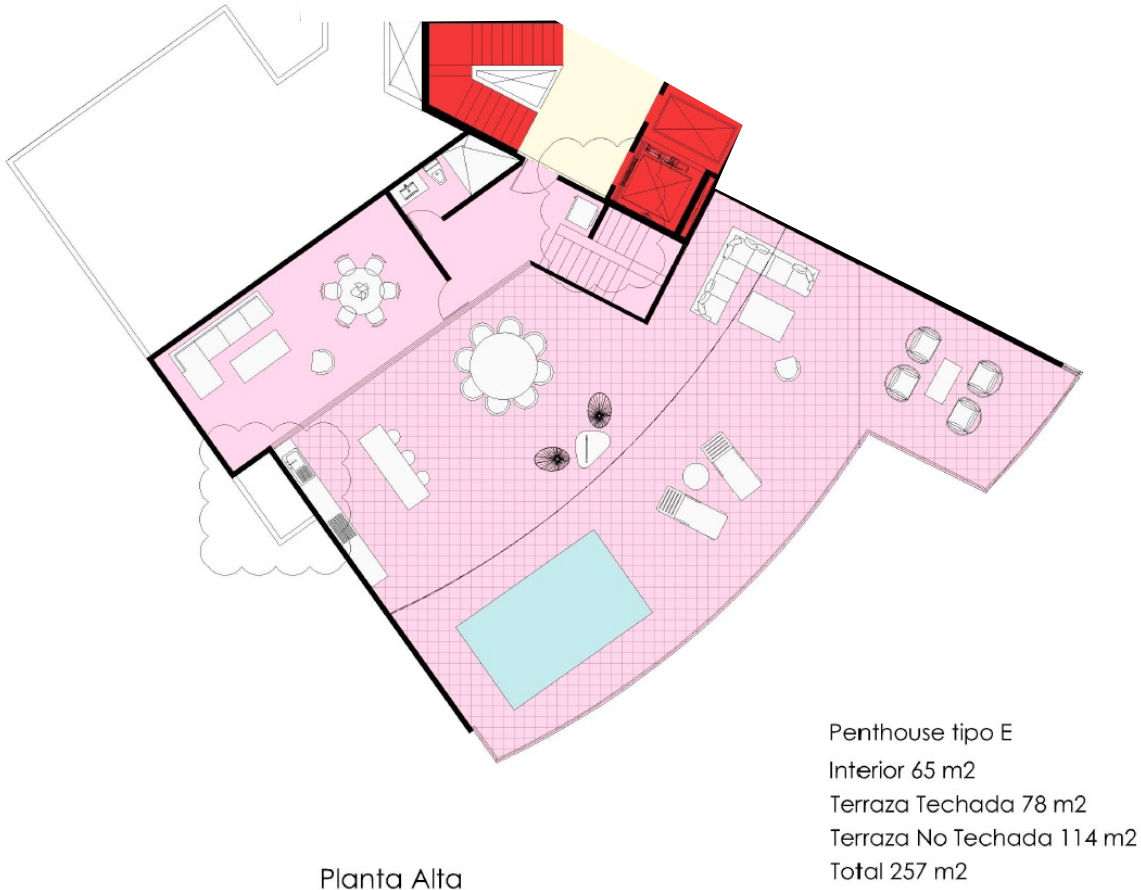 Penthouse tipo E
Interior 65 m2
Terraza Techada 78 m2
Terraza No Techada 114 m2
Total 257 m2
Planta Alta